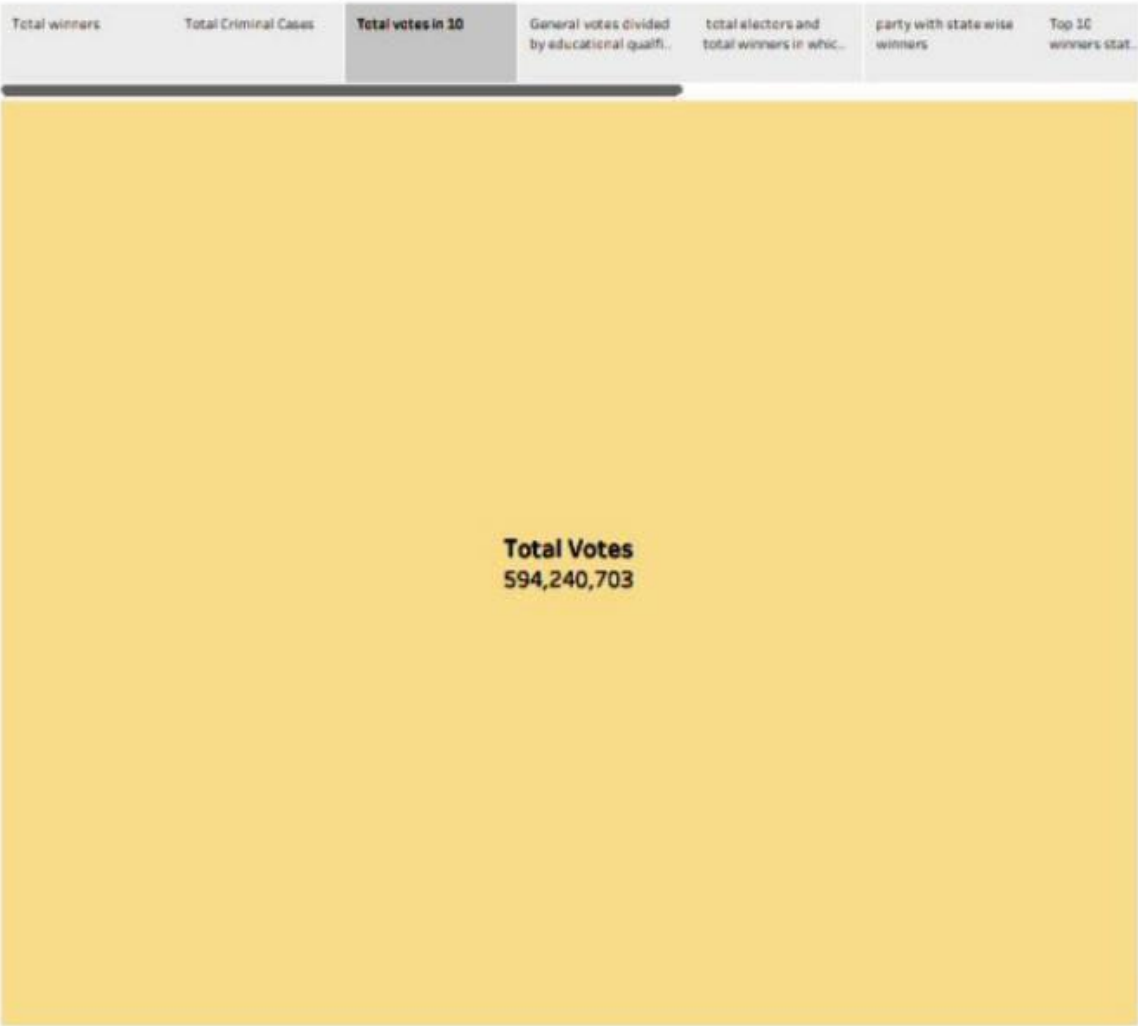 Total winners
Total Criminal Cases
Total votes in 10
General votes divided
by educational qualfi..
total electors and
total winners in whic..
party with state wise
winners
Top 10
winners stat..
Total Votes
594,240,703